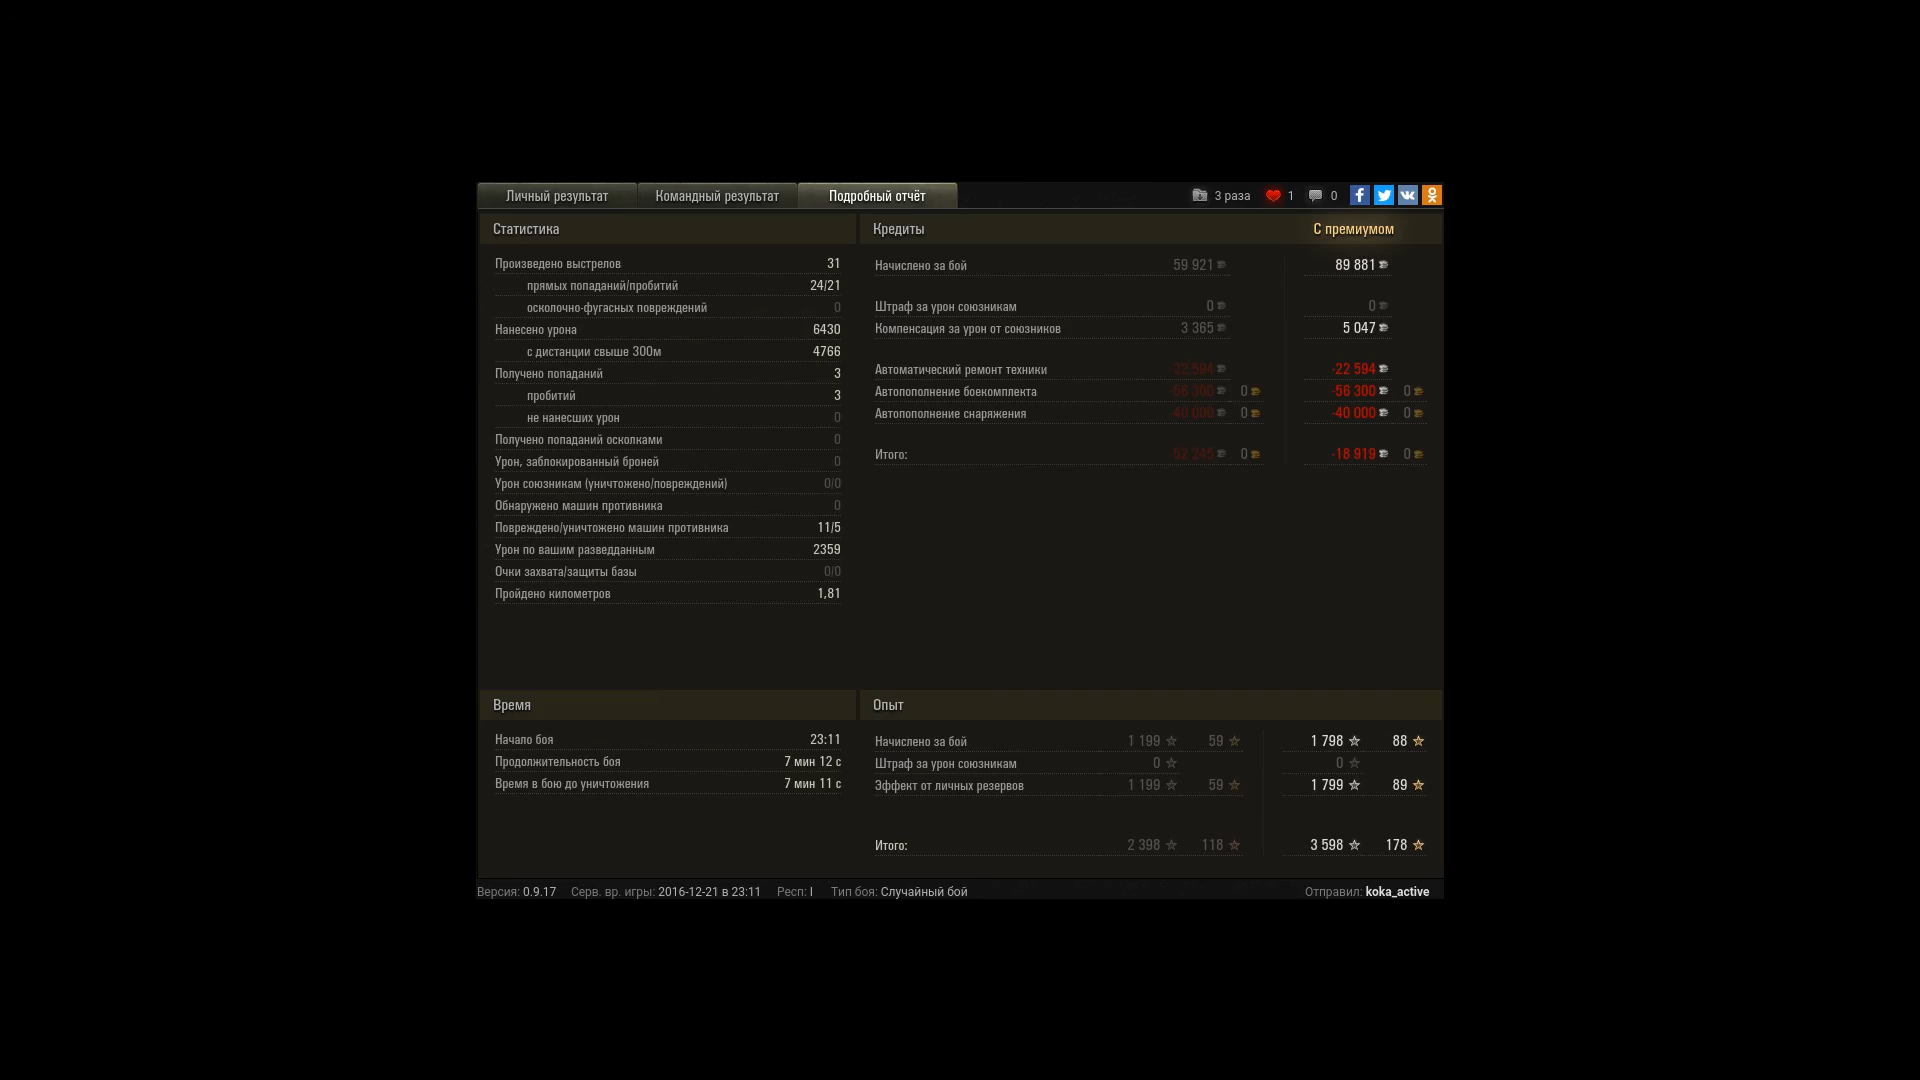 Личный результат Командный результат Подробный отчёт 3 раза 1 0
Статистика
Произведено выстрелов 31
прямых попаданий/пробитий 24/21
осколочно-фугасных повреждений 0
Нанесено урона 6430
с дистанции свыше 300м 4766
Получено попаданий 3
пробитий 3
не нанесших урон 0
Получено попаданий осколками 0
Урон, заблокированный броней 0
Урон союзникам (уничтожено/повреждений) 0/0
Обнаружено машин противника 0
Повреждено/уничтожено машин противника 11/5
Урон по вашим разведданным 2359
Очки захвата/защиты базы 0/0
Пройдено километров 1,81
Кредиты С премиумом
Начислено за бой 59 921 89 881
Штраф за урон союзникам 0 0
Компенсация за урон от союзников 3 365 5 047
Автоматический ремонт техники -22 594 -22 594
Автопополнение боекомплекта -56 300 0 -56 300 0
Автопополнение снаряжения -40 000 0 -40 000 0
Итого: -52 245 0 -18 919 0
Время
Начало боя 23:11
Продолжительность боя 7 мин 12 с
Время в бою до уничтожения 7 мин 11 с
Опыт
Начислено за бой 1 199 59 1 798 88
Штраф за урон союзникам 0 0
Эффект от личных резервов 1 199 59 1 799 89
Итого: 2 398 118 3 598 178
Версия: 0.9.17 Серв. вр. игры: 2016-12-21 в 23:11 Респ: I Тип боя: Случайный бой Отправил: koka_active